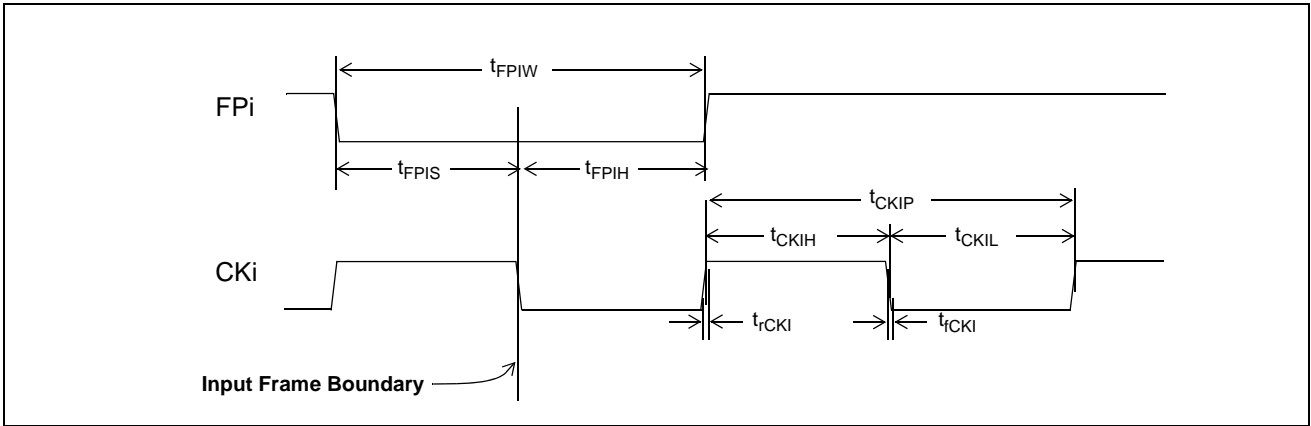 tFPIW
FPi
tFPIS
tFPIH
tCKIP
tCKIH
tCKIL
CKi
trCKI
tfCKI
Input Frame Boundary